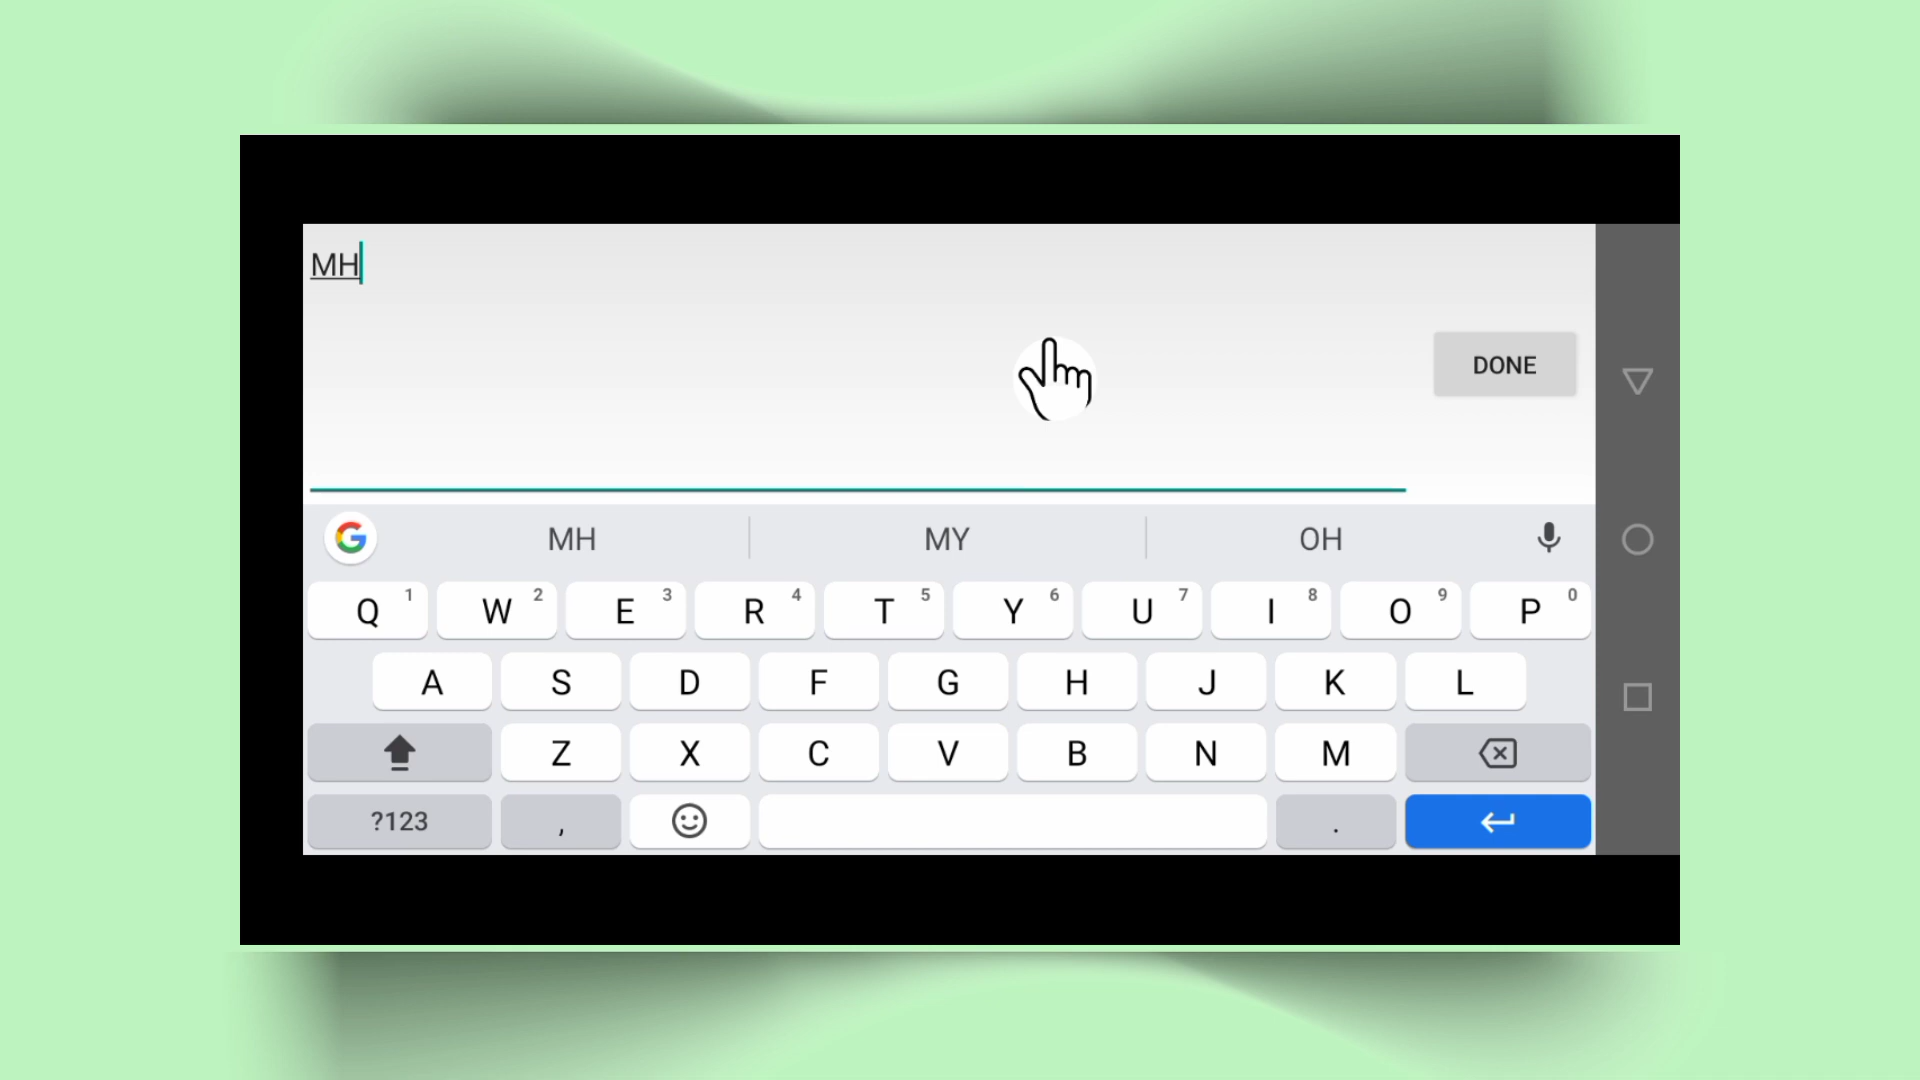 MH
DONE
MH MY OH
Q 1 W 2 E 3 R 4 T 5 Y 6 U 7 I 8 O 9 P 0
A S D F G H J K L
Z X C V B N M
?123 , .